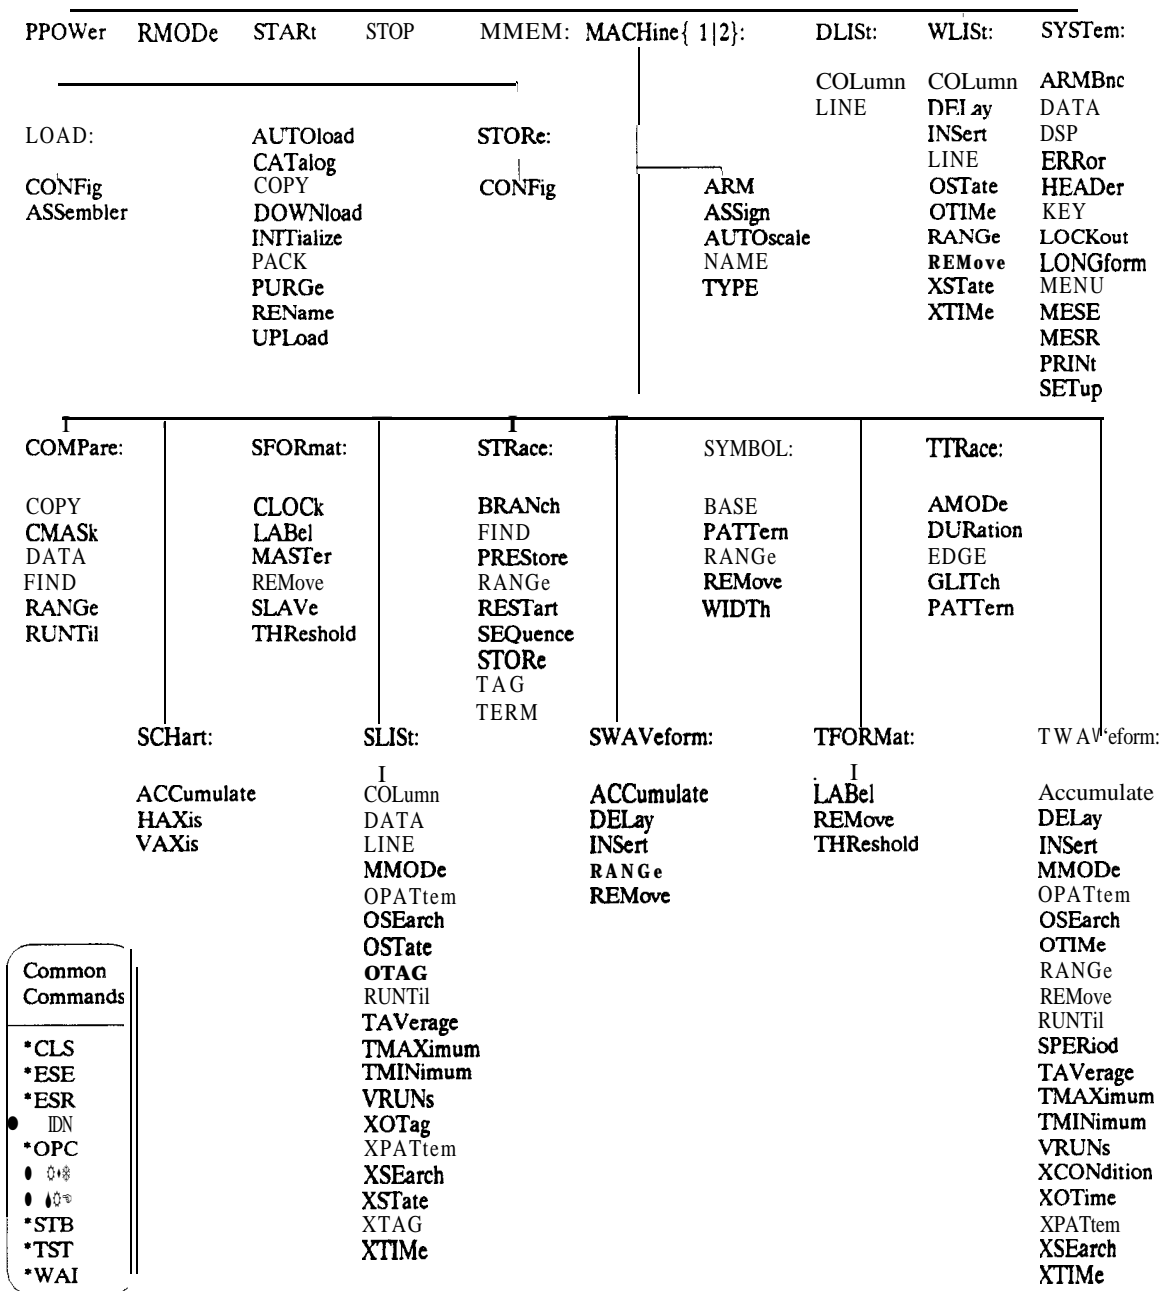 PPOWer RMODe STARt STOP MMEM: MACHine{ 1|2}: DLISt: WLISt: SYSTem:
COLumn COLumn ARMBnc
LINE DELay DATA
LOAD: AUTOload STORe: INSert DSP
CATalog LINE ERRor
CONFig COPY CONFig ARM OSTate HEADer
ASSembler DOWNload ASSign OTIMe KEY
INITialize AUTOscale RANGe LOCKout
PACK NAME REMove LONGform
PURGe TYPE XSTate MENU
REName XTIMe MESE
UPLoad MESR
PRINt
SETup
COMPare: SFORmat: STRace: SYMBOL: TTRace:
COPY CLOCk BRANch BASE AMODe
CMASk LABel FIND PATTern DURation
DATA MASTer PREStore RANGe EDGE
FIND REMove RANGe REMove GLITch
RANGe SLAVe RESTart WIDTh PATTern
RUNTil THReshold SEQuence
STORe
TAG
TERM
SCHart: SLISt: SWAVeform: TFORMat: TWAV'eform:
ACCumulate COLumn ACCumulate LABel Accumulate
HAXis DATA DELay REMove DELay
VAXis LINE INSert THReshold INSert
MMODe RANGe MMODe
OPATtem REMove OPATtem
OSEarch OSEarch
OSTate OTIMe
Common OTAG RANGe
Commands RUNTil REMove
TAVerage RUNTil
*CLS TMAXimum SPERiod
*ESE TMINimum TAVerage
*ESR VRUNs TMAXimum
IDN XOTag TMINimum
*OPC XPATtem VRUNs
XSEarch XCONdition
XSTate XOTime
*STB XTAG XPATtem
*TST XTIMe XSEarch
*WAI XTIMe